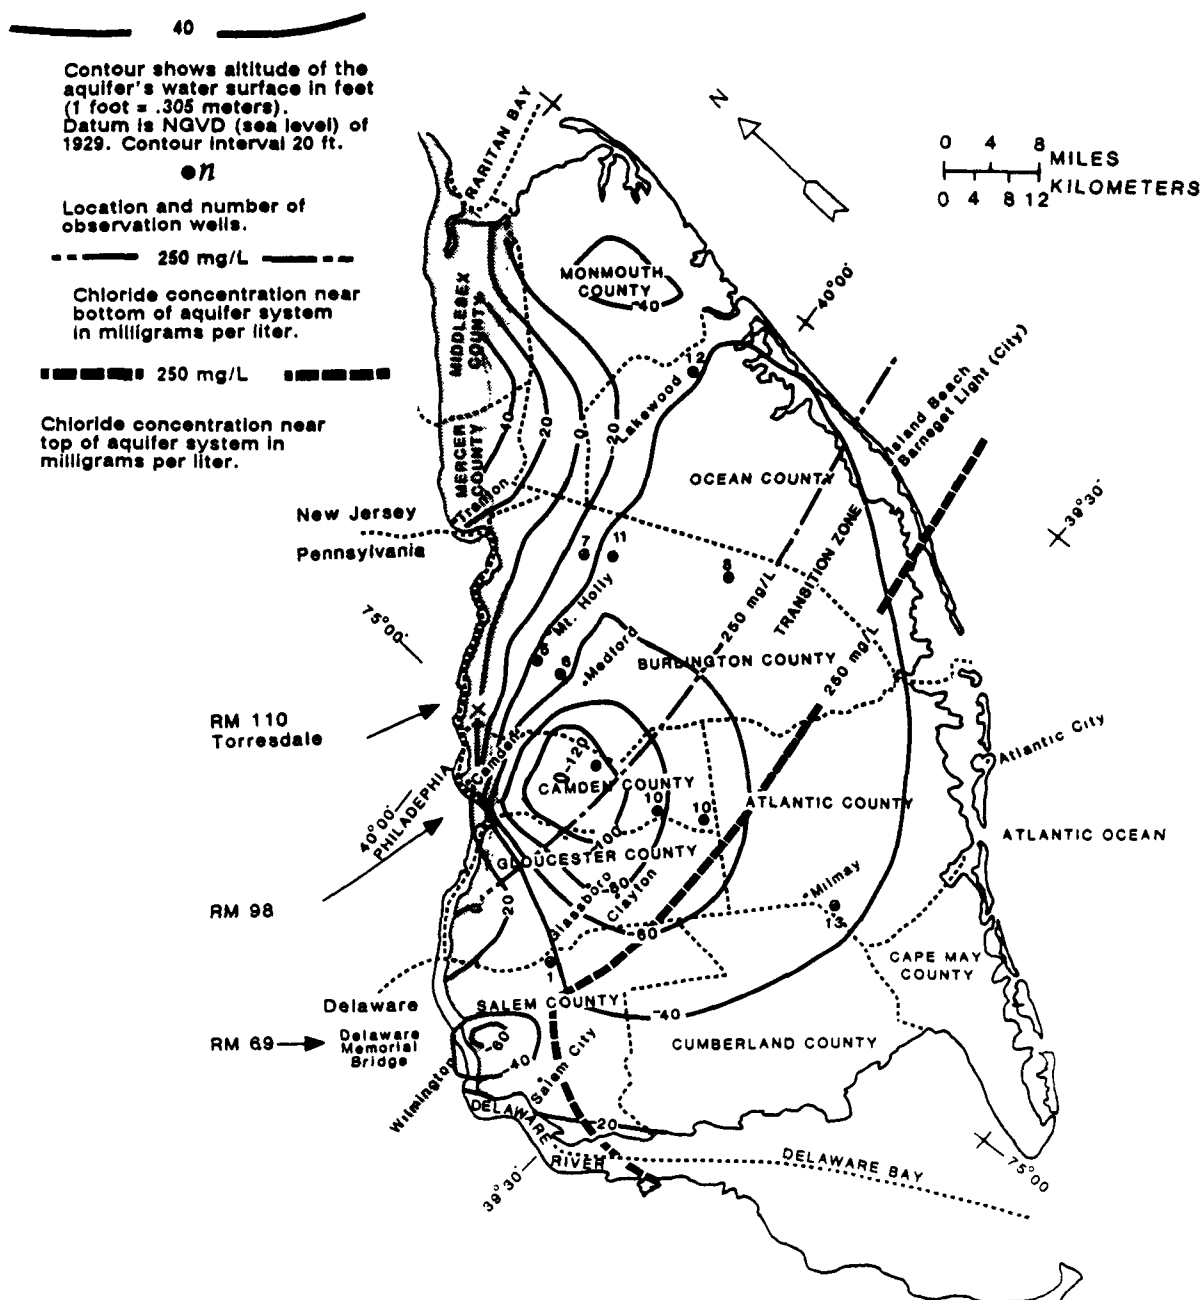 40
Contour shows altitude of the
aquifer's water surface in feet
(1 foot = .305 meters).
Datum is NGVD (sea level) of
1929. Contour interval 20 ft.
n
Location and number of
observation wells.
250 mg/L
Chloride concentration near
bottom of aquifer system
in milligrams per liter.
250 mg/L
Chloride concentration near
top of aquifer system in
milligrams per liter.
RARITAN BAY
N
0 4 8
MILES
KILOMETERS
0 4 8 12
MONMOUTH
COUNTY
-40
40°00'
MIDDLESEX
COUNTY
12
Lakewood
Island Beach
Barneget Light (City)
40
20
0
-20
MERCER
COUNTY
Trenton
OCEAN COUNTY
39°30'
New Jersey
Pennsylvania
TRANSITION ZONE
7
11
8
Mt. Holly
250 mg/L
75°00'
6
Medford
BURLINGTON COUNTY
250 mg/L
RM 110
Torresdale
X
Camden
Atlantic City
-120
CAMDEN COUNTY
10
10
ATLANTIC COUNTY
40°00'
PHILADEPHIA
ATLANTIC OCEAN
-100
GLOUCESTER COUNTY
-80
Glassboro
Clayton
Milmay
13
RM 98
0
20
-60
1
CAPE MAY
COUNTY
Delaware
SALEM COUNTY
-40
RM 69
Delaware
Memorial
Bridge
-60
-40
CUMBERLAND COUNTY
Wilmington
Salem City
DELAWARE
RIVER
-20
DELAWARE BAY
75°00
39°30'